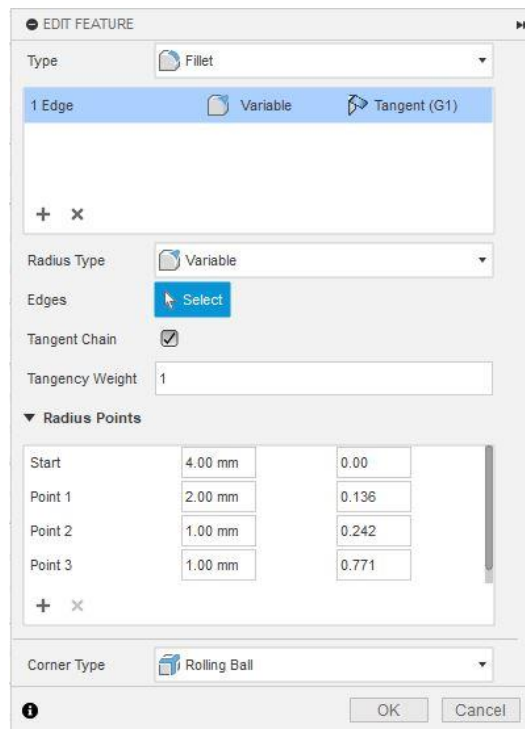 EDIT FEATURE
Type Fillet
1 Edge Variable Tangent (G1)
Radius Type Variable
Edges Select
Tangent Chain
Tangency Weight 1
Radius Points
Start 4.00 mm 0.00
Point 1 2.00 mm 0.136
Point 2 1.00 mm 0.242
Point 3 1.00 mm 0.771
Corner Type Rolling Ball
OK Cancel